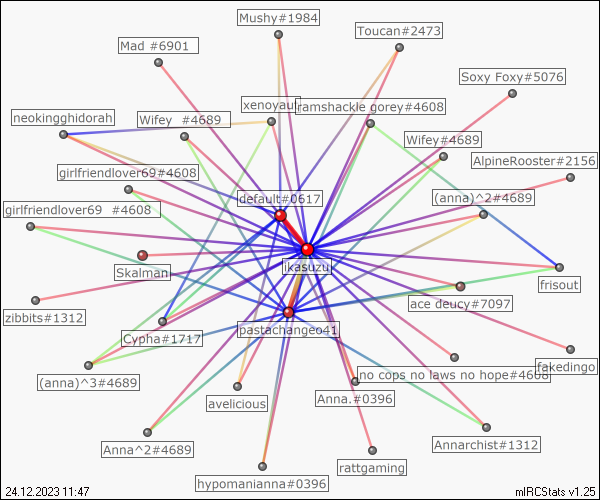 Mushy#1984
Toucan#2473
Mad #6901
Soxy Foxy#5076
xenoyaur
ramshackle gorey#4608
neokingghidorah
Wifey  #4689
Wifey#4689
AlpineRooster#2156
girlfriendlover69#4608
default#0617
(anna)^2#4689
girlfriendlover69  #4608
likasuzu
Skalman
frisout
ace deucy#7097
zibbits#1312
pastachangeo41
Cypha#1717
fakedingo
no cops no laws no hope#4608
(anna)^3#4689
Anna.#0396
avelicious
Annarchist#1312
Anna^2#4689
rattgaming
hypomanianna#0396
24.12.2023 11:47
mIRCStats v1.25